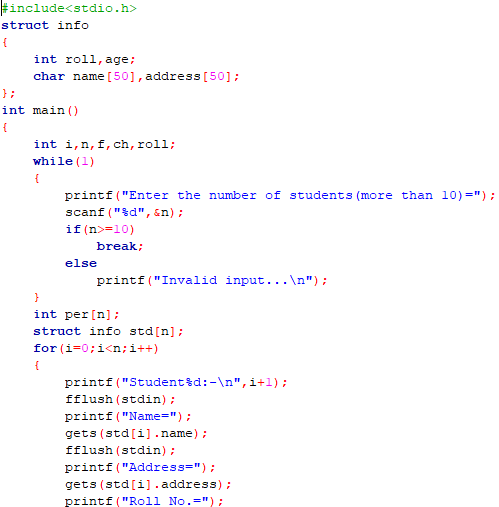 #include<stdio.h>
struct info
{
    int roll,age;
    char name[50],address[50];
};
int main()
{
    int i,n,f,ch,roll;
    while(1)
    {
        printf("Enter the number of students(more than 10)=");
        scanf("%d",&n);
        if(n>=10)
            break;
        else
            printf("Invalid input...\n");
    }
    int per[n];
    struct info std[n];
    for(i=0;i<n;i++)
    {
        printf("Student%d:-\n",i+1);
        fflush(stdin);
        printf("Name=");
        gets(std[i].name);
        fflush(stdin);
        printf("Address=");
        gets(std[i].address);
        printf("Roll No.=");